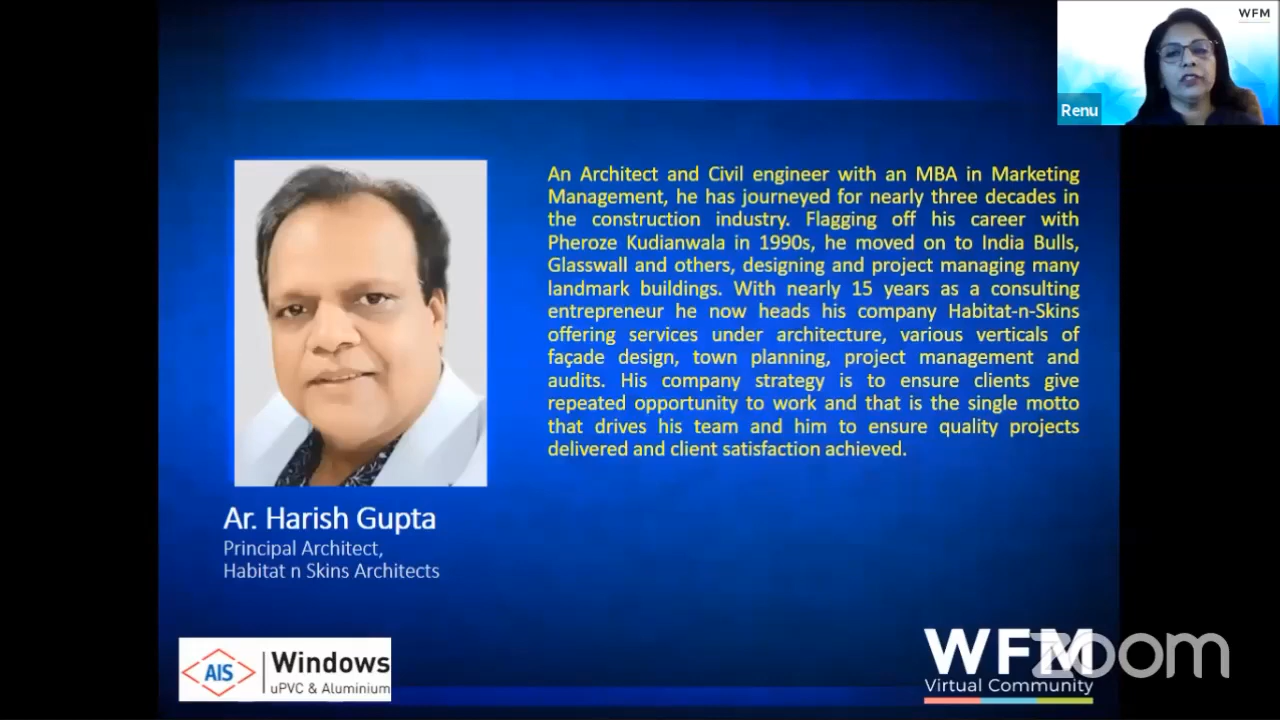 WFM
Renu
An Architect and Civil engineer with an MBA in Marketing
Management, he has journeyed for nearly three decades in
the construction industry. Flagging off his career with
Pheroze Kudianwala in 1990s, he moved on to India Bulls,
Glasswall and others, designing and project managing many
landmark buildings. With nearly 15 years as a consulting
entrepreneur he now heads his company Habitat-n-Skins
offering services under architecture, various verticals of
façade design, town planning, project management and
audits. His company strategy is to ensure clients give
repeated opportunity to work and that is the single motto
that drives his team and him to ensure quality projects
delivered and client satisfaction achieved.
Ar. Harish Gupta
Principal Architect,
Habitat n Skins Architects
AIS
Windows
uPVC & Aluminium
WFM
Virtual Community
zoom